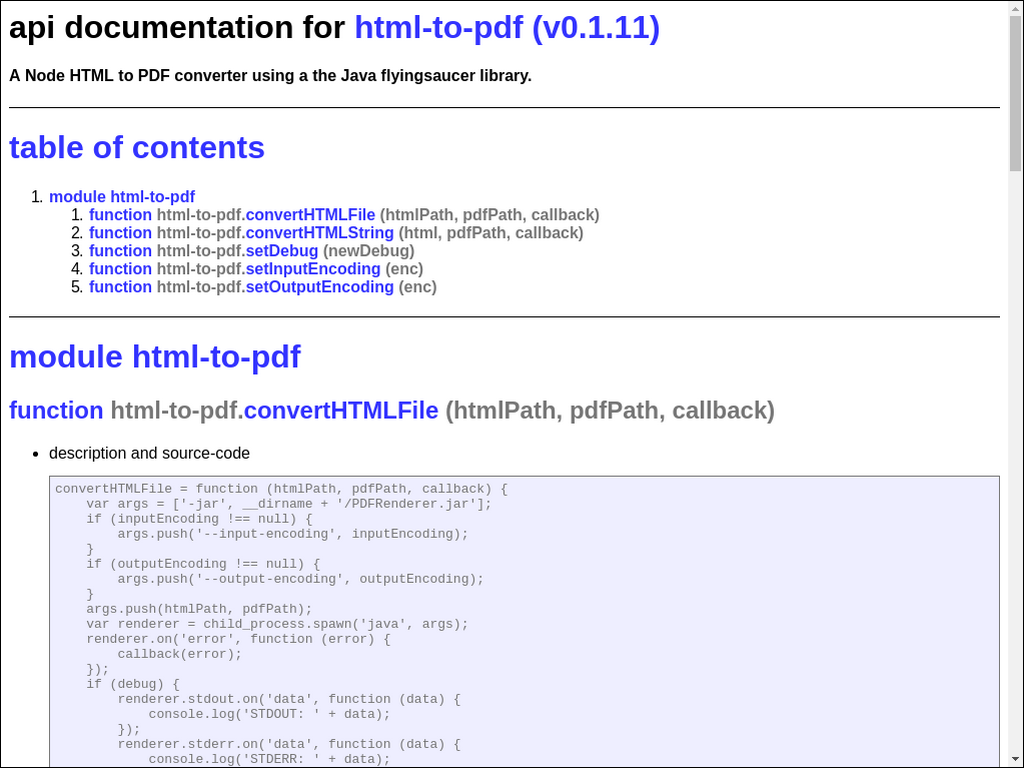 api documentation for html-to-pdf (v0.1.11)
A Node HTML to PDF converter using a the Java flyingsaucer library.
table of contents
1. module html-to-pdf
1. function html-to-pdf.convertHTMLFile (htmlPath, pdfPath, callback)
2. function html-to-pdf.convertHTMLString (html, pdfPath, callback)
3. function html-to-pdf.setDebug (newDebug)
4. function html-to-pdf.setInputEncoding (enc)
5. function html-to-pdf.setOutputEncoding (enc)
module html-to-pdf
function html-to-pdf.convertHTMLFile (htmlPath, pdfPath, callback)
• description and source-code
convertHTMLFile = function (htmlPath, pdfPath, callback) {
    var args = ['-jar', __dirname + '/PDFRenderer.jar'];
    if (inputEncoding !== null) {
        args.push('--input-encoding', inputEncoding);
    }
    if (outputEncoding !== null) {
        args.push('--output-encoding', outputEncoding);
    }
    args.push(htmlPath, pdfPath);
    var renderer = child_process.spawn('java', args);
    renderer.on('error', function (error) {
        callback(error);
    });
    if (debug) {
        renderer.stdout.on('data', function (data) {
            console.log('STDOUT: ' + data);
        });
        renderer.stderr.on('data', function (data) {
            console.log('STDERR: ' + data);